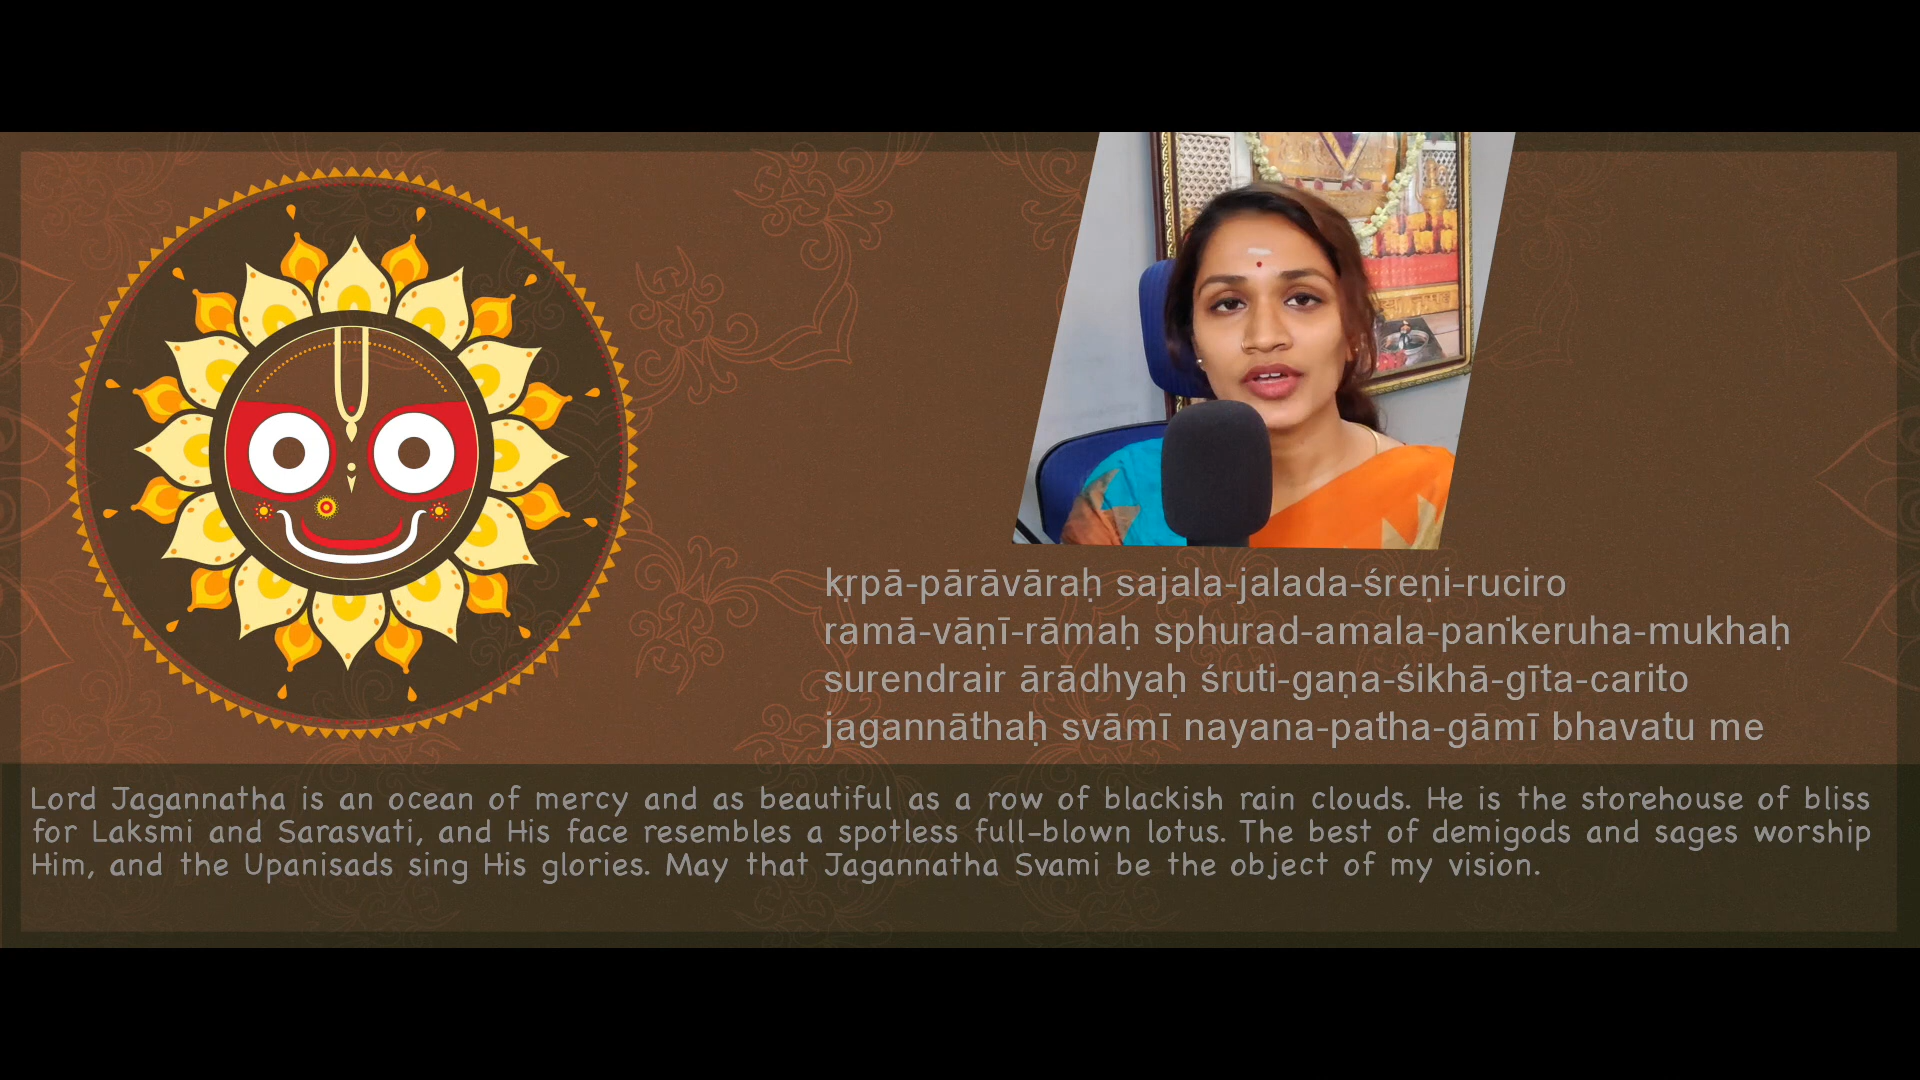 kṛpā-pārāvāraḥ sajala-jalada-śreṇi-ruciro
ramā-vāṇī-rāmaḥ sphurad-amala-paṅkeruha-mukhaḥ
surendrair ārādhyaḥ śruti-gaṇa-śikhā-gīta-carito
jagannāthaḥ svāmī nayana-patha-gāmī bhavatu me
Lord Jagannatha is an ocean of mercy and as beautiful as a row of blackish rain clouds. He is the storehouse of bliss
for Laksmi and Sarasvati, and His face resembles a spotless full-blown lotus. The best of demigods and sages worship
Him, and the Upanisads sing His glories. May that Jagannatha Svami be the object of my vision.